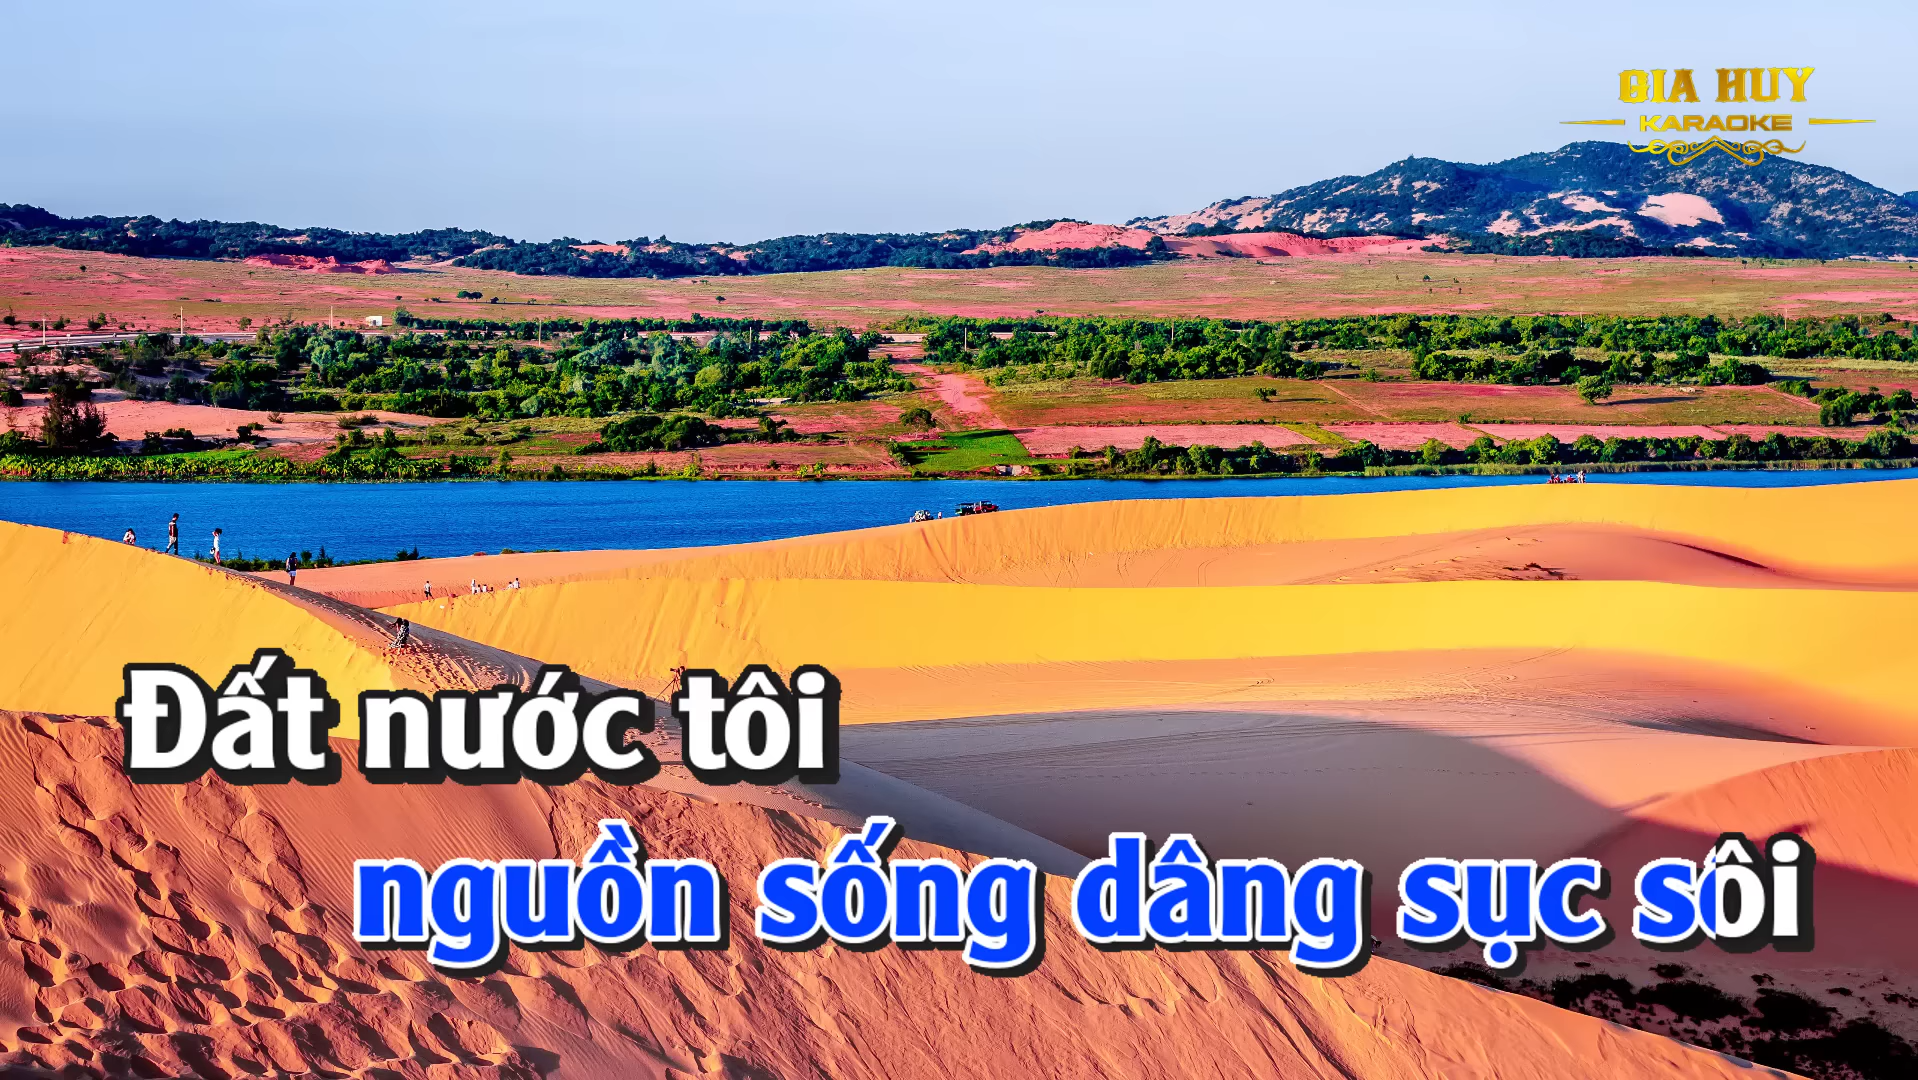 GIA HUY
KARAOKE
Đất nước tôi
nguồn sống dâng sục sôi